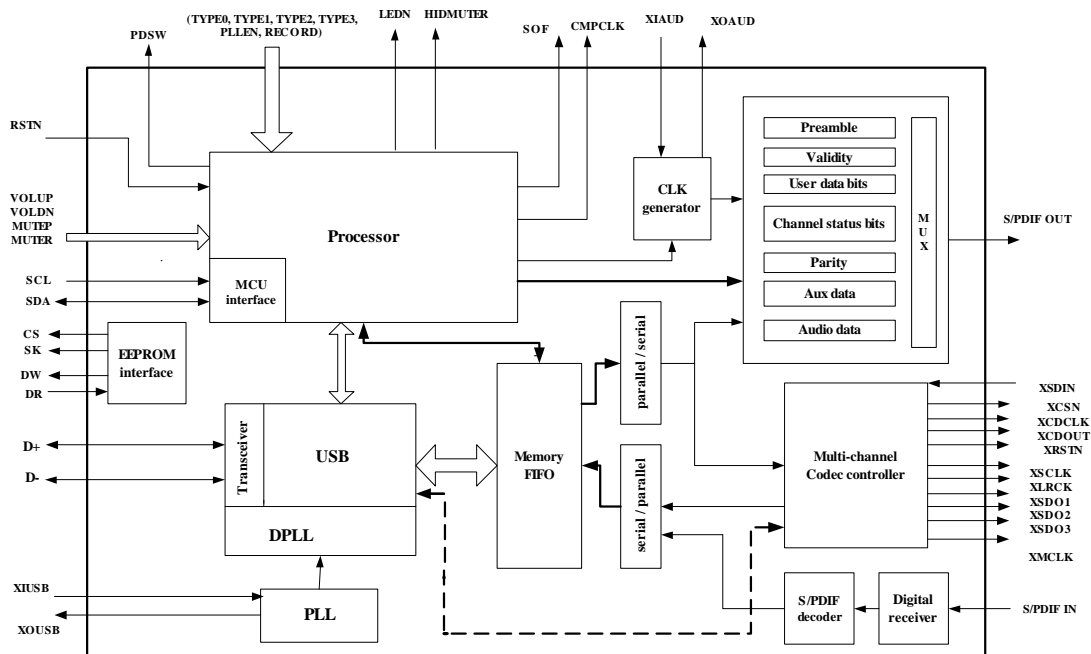 (TYPE0, TYPE1, TYPE2, TYPE3,
PLLEN, RECORD)
PDSW
LEDN
HIDMUTER
SOF
CMPCLK
XIAUD
XOAUD
RSTN
VOLUP
VOLDN
MUTEP
MUTER
SCL
SDA
CS
SK
DW
DR
D+
D-
XIUSB
XOUSB
Processor
MCU
interface
EEPROM
interface
Transceiver
USB
DPLL
PLL
Memory
FIFO
parallel / serial
serial / parallel
CLK
generator
Preamble
Validity
User data bits
Channel status bits
Parity
Aux data
Audio data
M
U
X
S/PDIF OUT
Multi-channel
Codec controller
XSDIN
XCSN
XCDCLK
XCDOUT
XRSTN
XSCLK
XLRCK
XSDO1
XSDO2
XSDO3
XMCLK
S/PDIF
decoder
Digital
receiver
S/PDIF IN